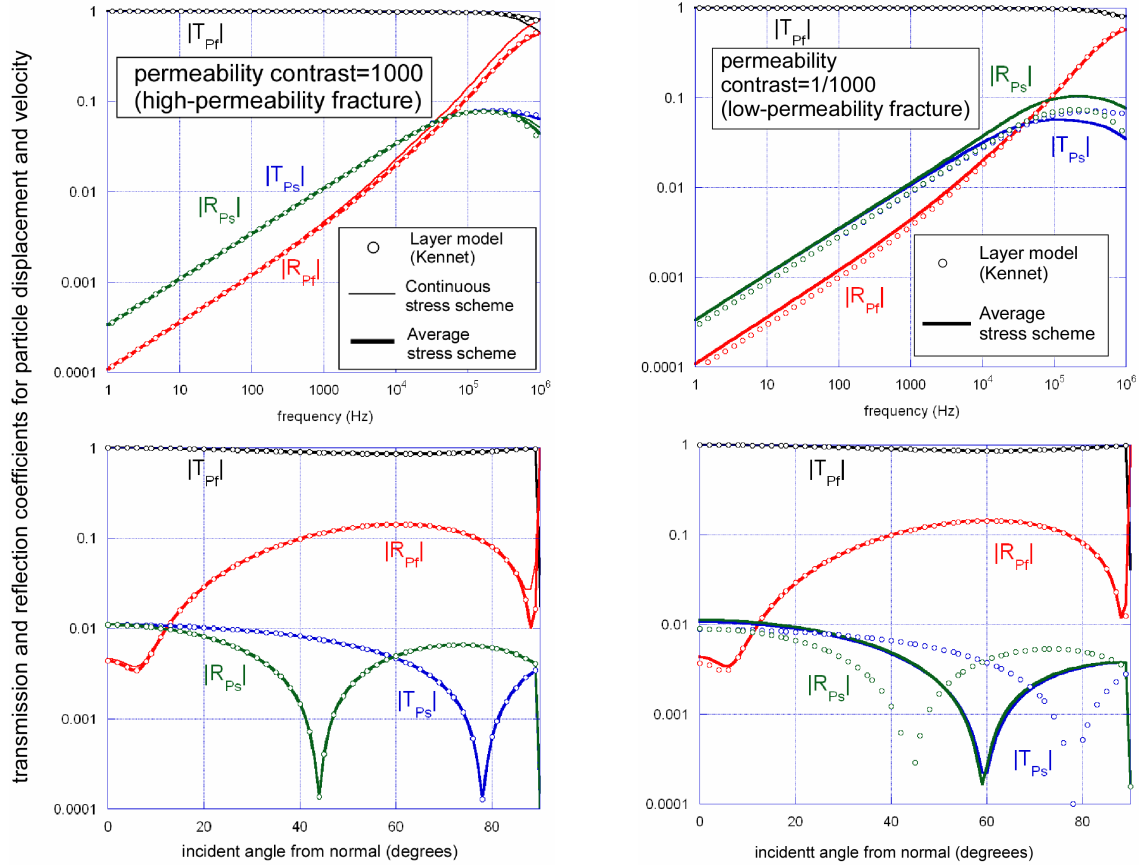 transmission and reflection coefficients for particle displacement and velocity
1
0.1
0.01
0.001
0.0001
|T_Pf|
permeability contrast=1000
(high-permeability fracture)
|T_Ps|
|R_Ps|
|R_Pf|
Layer model
(Kennet)
Continuous
stress scheme
Average
stress scheme
1 10 100 1000 10^4 10^5 10^6
frequency (Hz)
1
0.1
0.01
0.001
0.0001
|T_Pf|
permeability
contrast=1/1000
(low-permeability fracture)
|R_Ps|
|T_Ps|
|R_Pf|
Layer model
(Kennet)
Average
stress scheme
1 10 100 1000 10^4 10^5 10^6
frequency (Hz)
1
0.1
0.01
0.001
0.0001
|T_Pf|
|R_Pf|
|R_Ps|
|T_Ps|
0 20 40 60 80
incident angle from normal (degrees)
1
0.1
0.01
0.001
0.0001
|T_Pf|
|R_Pf|
|R_Ps|
|T_Ps|
0 20 40 60 80
incidentt angle from normal (degrees)